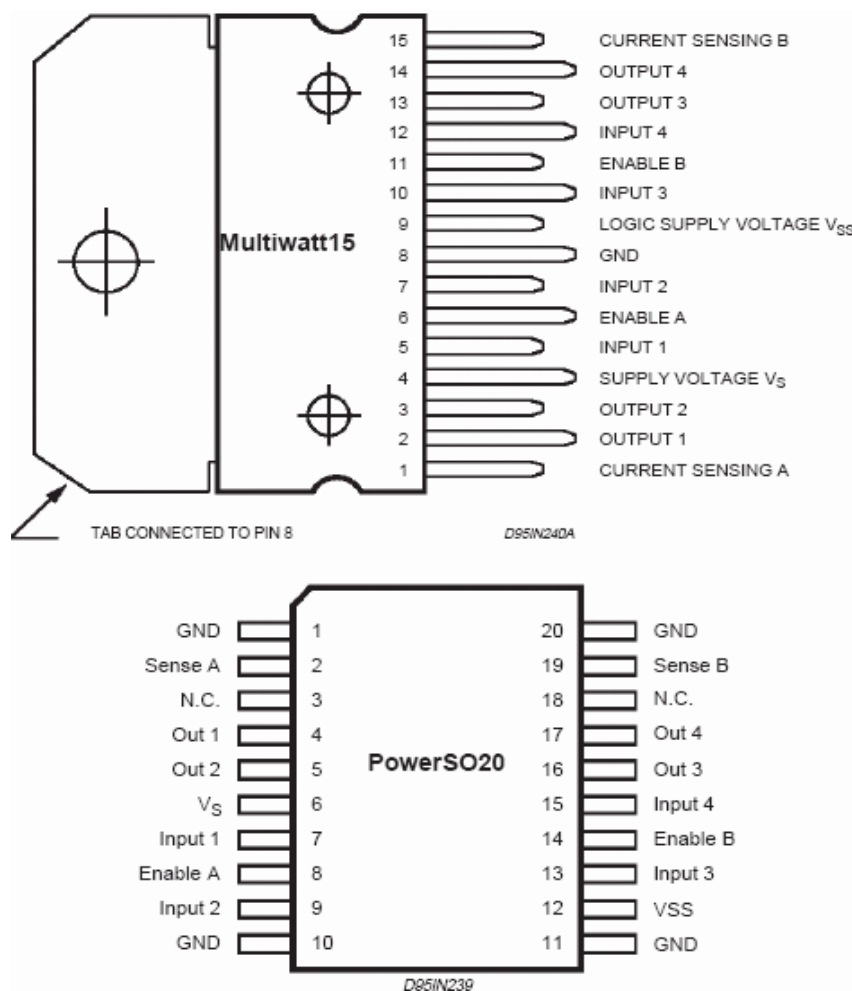 15 CURRENT SENSING B
14 OUTPUT 4
13 OUTPUT 3
12 INPUT 4
11 ENABLE B
10 INPUT 3
9 LOGIC SUPPLY VOLTAGE VSS
Multiwatt15
8 GND
7 INPUT 2
6 ENABLE A
5 INPUT 1
4 SUPPLY VOLTAGE VS
3 OUTPUT 2
2 OUTPUT 1
1 CURRENT SENSING A
TAB CONNECTED TO PIN 8
D95IN240A
GND 1 20 GND
Sense A 2 19 Sense B
N.C. 3 18 N.C.
Out 1 4 17 Out 4
Out 2 5 PowerSO20 16 Out 3
VS 6 15 Input 4
Input 1 7 14 Enable B
Enable A 8 13 Input 3
Input 2 9 12 VSS
GND 10 11 GND
D95IN239